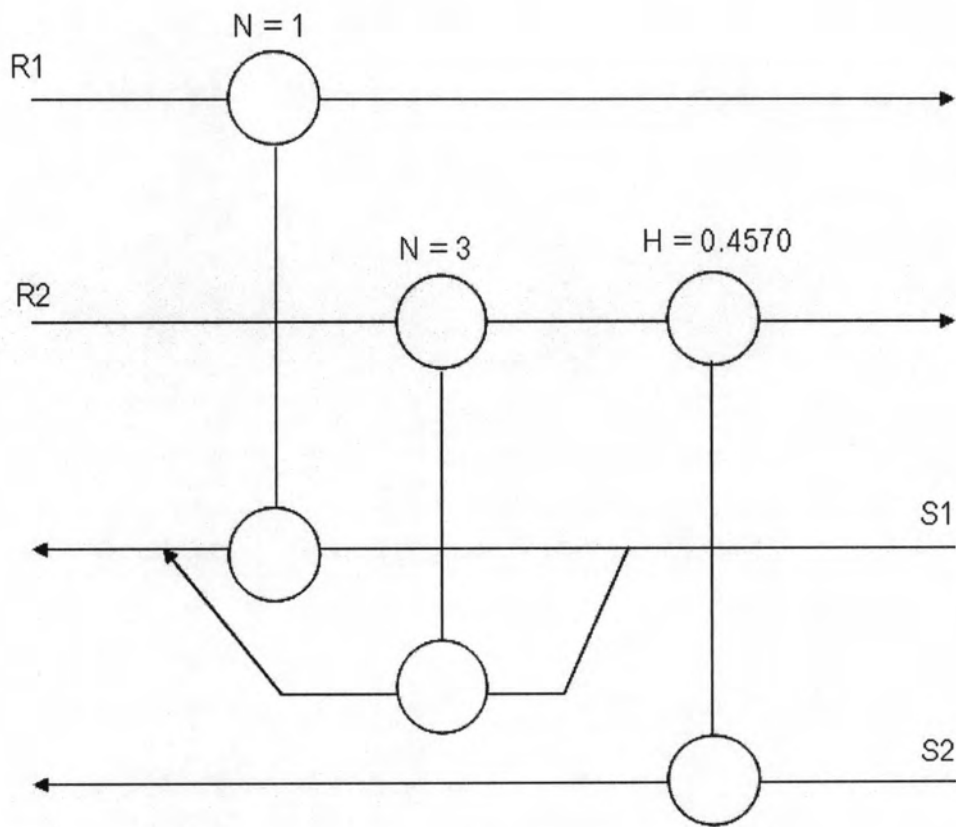 N = 1
R1
N = 3
H = 0.4570
R2
S1
S2